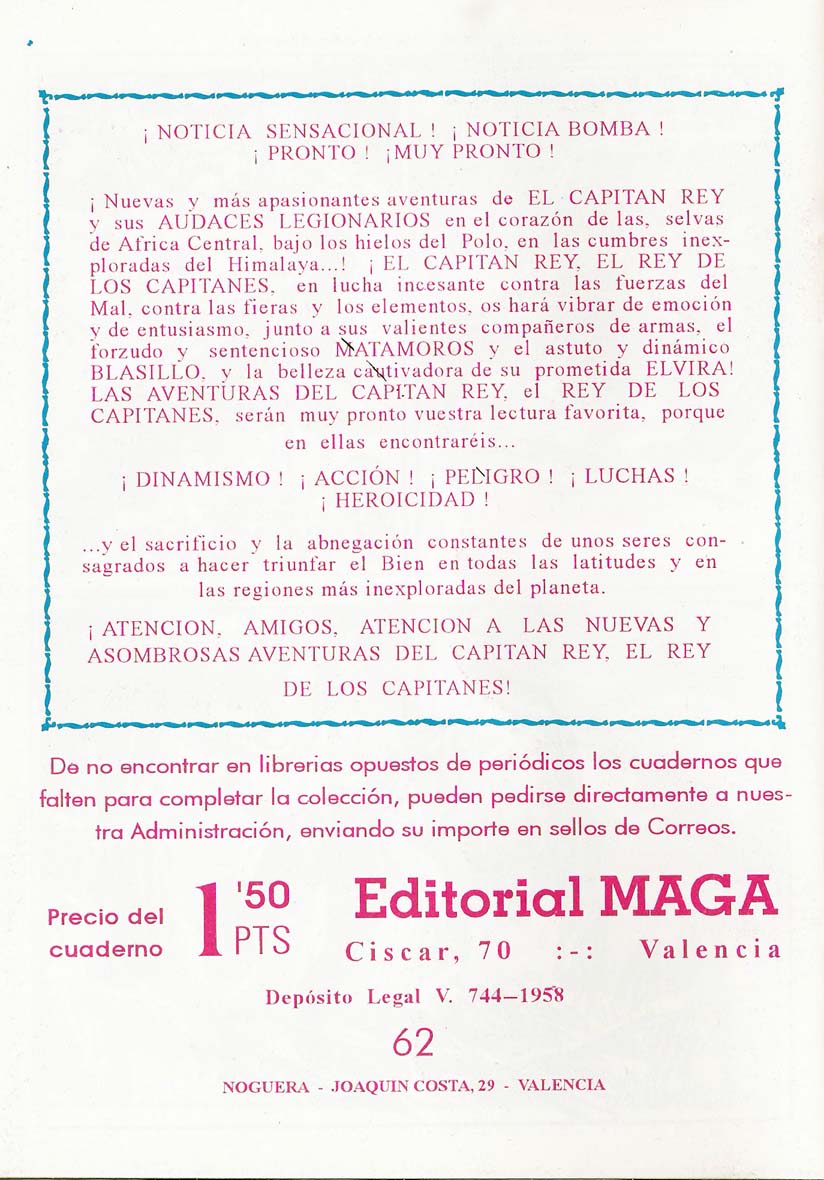 ¡ NOTICIA SENSACIONAL ! ¡ NOTICIA BOMBA !
¡ PRONTO ! ¡MUY PRONTO !
¡ Nuevas y más apasionantes aventuras de EL CAPITAN REY
y sus AUDACES LEGIONARIOS en el corazón de las, selvas
de Africa Central, bajo los hielos del Polo, en las cumbres inex-
ploradas del Himalaya...! ¡ EL CAPITAN REY, EL REY DE
LOS CAPITANES, en lucha incesante contra las fuerzas del
Mal, contra las fieras y los elementos, os hará vibrar de emoción
y de entusiasmo, junto a sus valientes compañeros de armas, el
forzudo y sentencioso MATAMOROS y el astuto y dinámico
BLASILLO, y la belleza cautivadora de su prometida ELVIRA!
LAS AVENTURAS DEL CAPITAN REY, el REY DE LOS
CAPITANES, serán muy pronto vuestra lectura favorita, porque
en ellas encontraréis...
¡ DINAMISMO ! ¡ ACCIÓN ! ¡ PELIGRO ! ¡ LUCHAS !
¡ HEROICIDAD !
...y el sacrificio y la abnegación constantes de unos seres con-
sagrados a hacer triunfar el Bien en todas las latitudes y en
las regiones más inexploradas del planeta.
¡ ATENCION, AMIGOS, ATENCION A LAS NUEVAS Y
ASOMBROSAS AVENTURAS DEL CAPITAN REY, EL REY
DE LOS CAPITANES!
De no encontrar en librerias opuestos de periódicos los cuadernos que
falten para completar la colección, pueden pedirse directamente a nues-
tra Administración, enviando su importe en sellos de Correos.
Precio del
cuaderno
1'50
PTS
Editorial MAGA
Ciscar, 70 :-: Valencia
Depósito Legal V. 744—1958
62
NOGUERA - JOAQUIN COSTA, 29 - VALENCIA